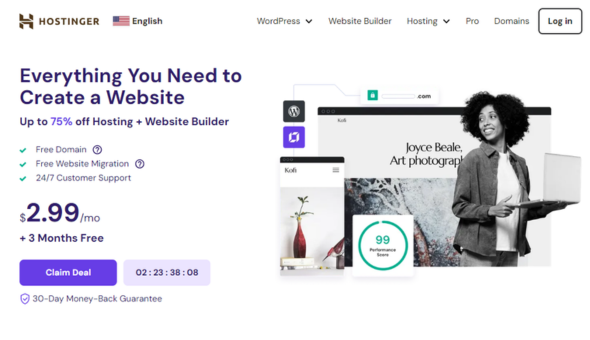 HOSTINGER
English
WordPress
Website Builder
Hosting
Pro
Domains
Log in
Everything You Need to
Create a Website
Up to 75% off Hosting + Website Builder
Free Domain
Free Website Migration
24/7 Customer Support
$2.99/mo
+ 3 Months Free
Claim Deal
02 : 23 : 38 : 08
30-Day Money-Back Guarantee
.com
Kofi
Joyce Beale,
Art photograp
Kofi
99
Performance
Score